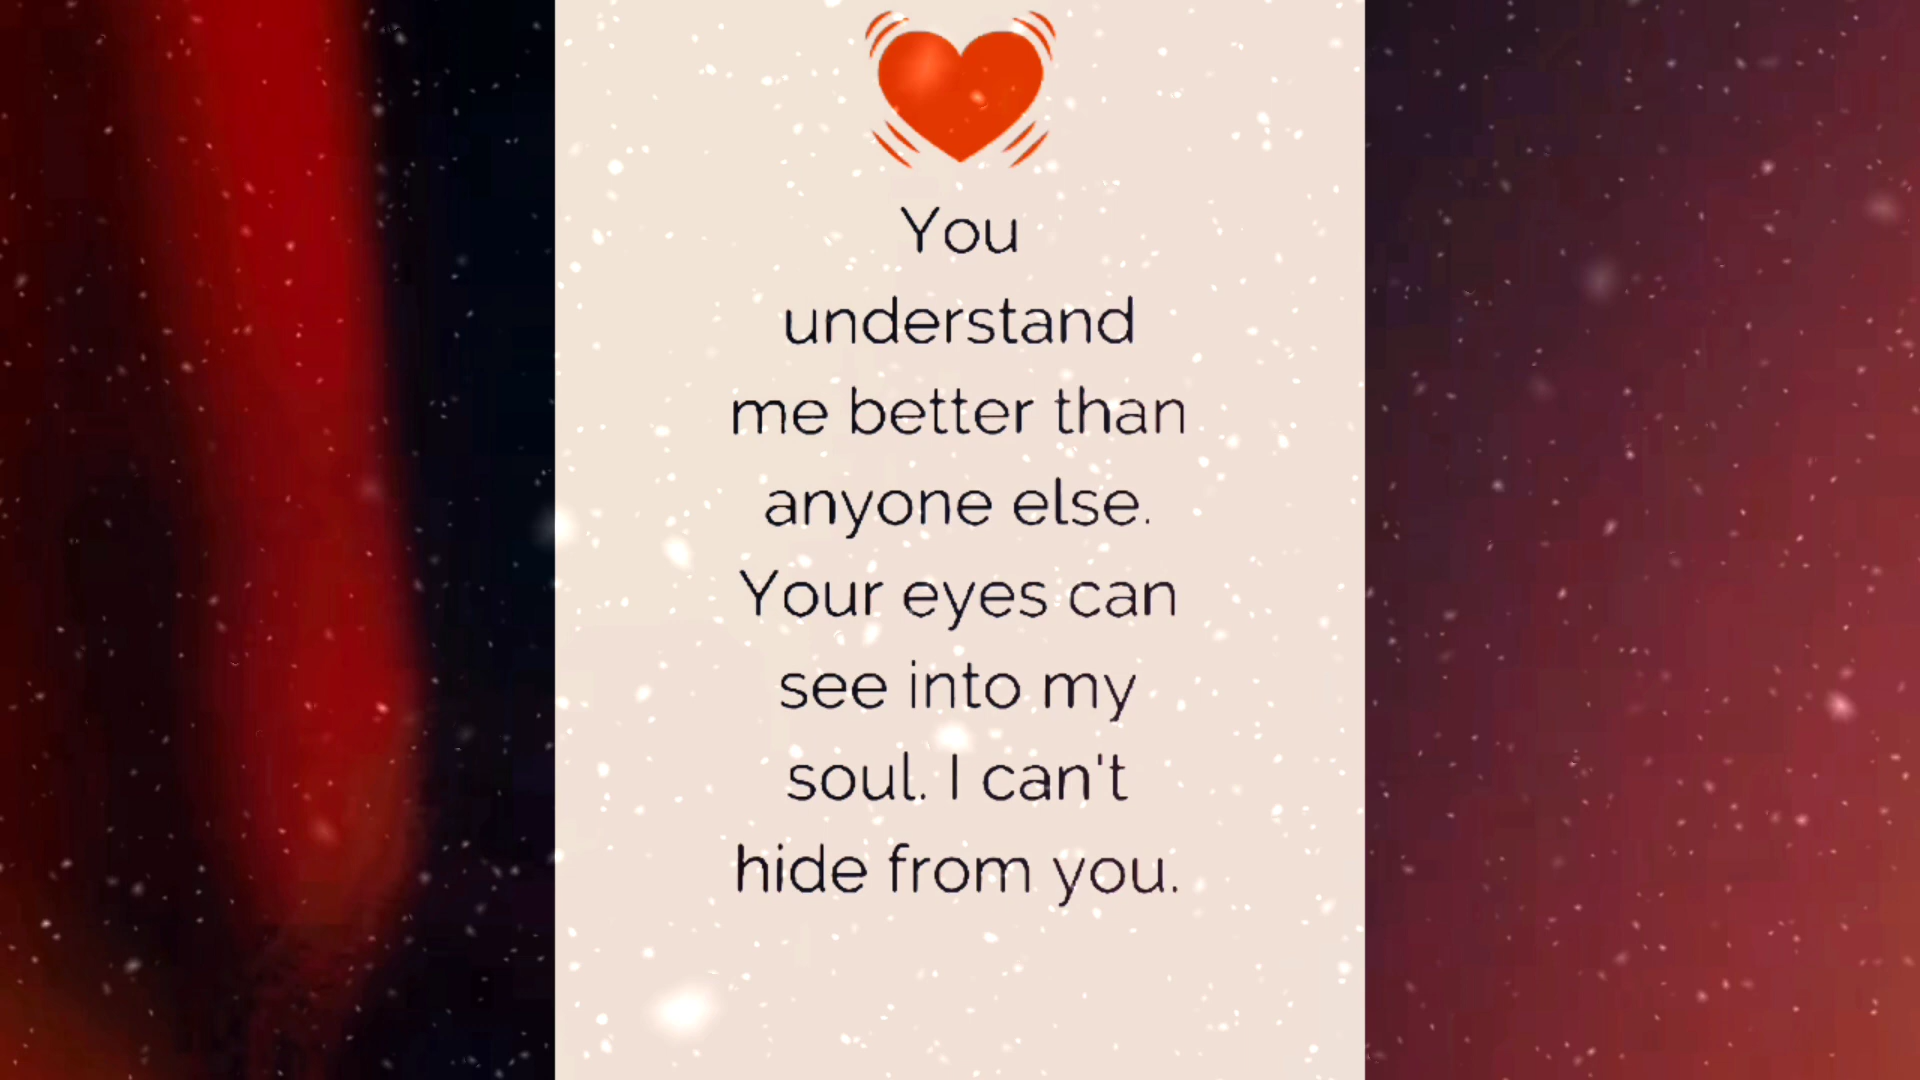 You
understand
me better than
anyone else.
Your eyes can
see into my
soul. I can't
hide from you.